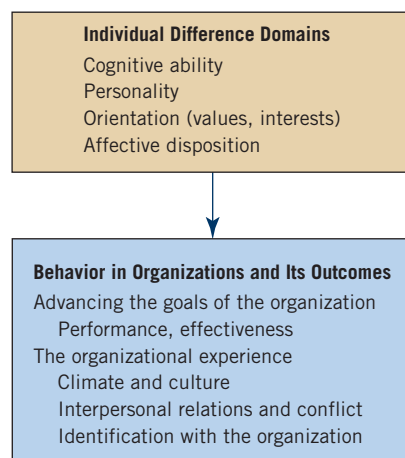 Individual Difference Domains
Cognitive ability
Personality
Orientation (values, interests)
Affective disposition
Behavior in Organizations and Its Outcomes
Advancing the goals of the organization
Performance, effectiveness
The organizational experience
Climate and culture
Interpersonal relations and conflict
Identification with the organization